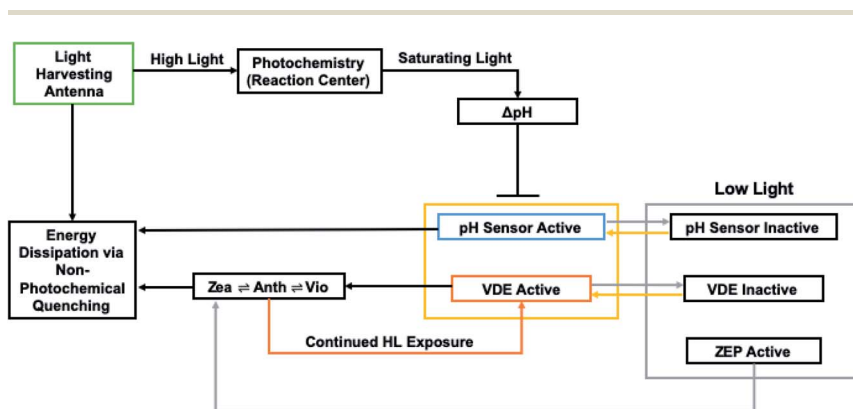 Light
Harvesting
Antenna
High Light
Photochemistry
(Reaction Center)
Saturating Light
ΔpH
Low Light
Energy
Dissipation via
Non-
Photochemical
Quenching
pH Sensor Active
pH Sensor Inactive
Zea ⇌ Anth ⇌ Vio
VDE Active
VDE Inactive
Continued HL Exposure
ZEP Active